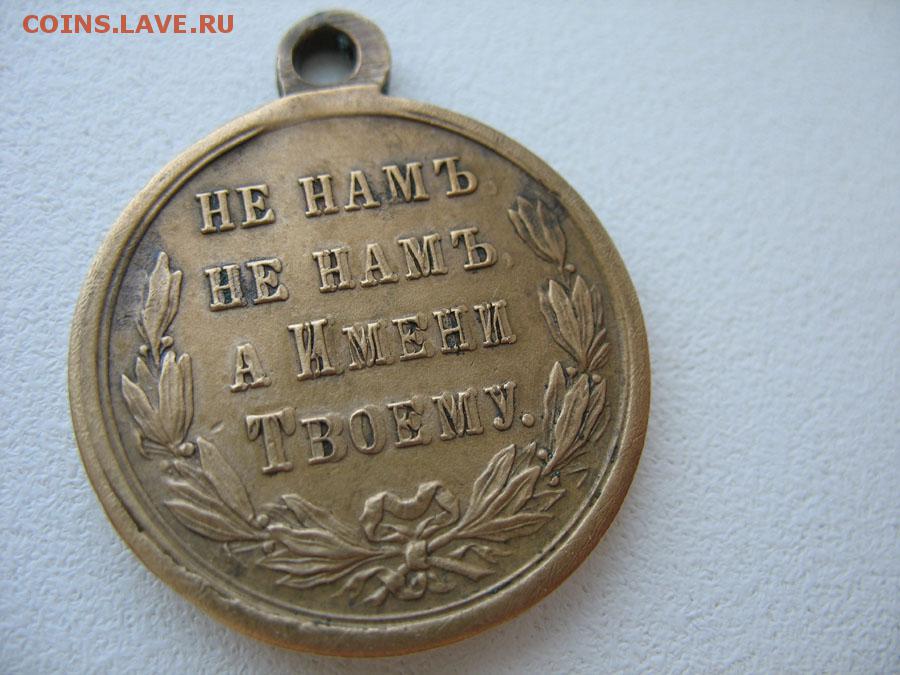 COINS.LAVE.RU
НЕ НАМЪ,
НЕ НАМЪ,
А ИМЕНИ
ТВОЕМУ.